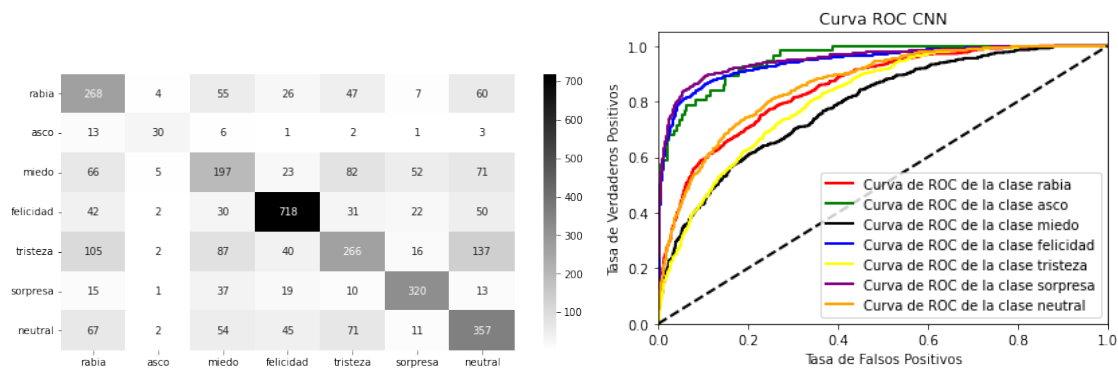 rabia 268 4 55 26 47 7 60
asco 13 30 6 1 2 1 3
miedo 66 5 197 23 82 52 71
felicidad 42 2 30 718 31 22 50
tristeza 105 2 87 40 266 16 137
sorpresa 15 1 37 19 10 320 13
neutral 67 2 54 45 71 11 357
rabia asco miedo felicidad tristeza sorpresa neutral
700
600
500
400
300
200
100
Curva ROC CNN
Tasa de Verdaderos Positivos
1.0
0.8
0.6
0.4
0.2
0.0
Curva de ROC de la clase rabia
Curva de ROC de la clase asco
Curva de ROC de la clase miedo
Curva de ROC de la clase felicidad
Curva de ROC de la clase tristeza
Curva de ROC de la clase sorpresa
Curva de ROC de la clase neutral
0.0 0.2 0.4 0.6 0.8 1.0
Tasa de Falsos Positivos